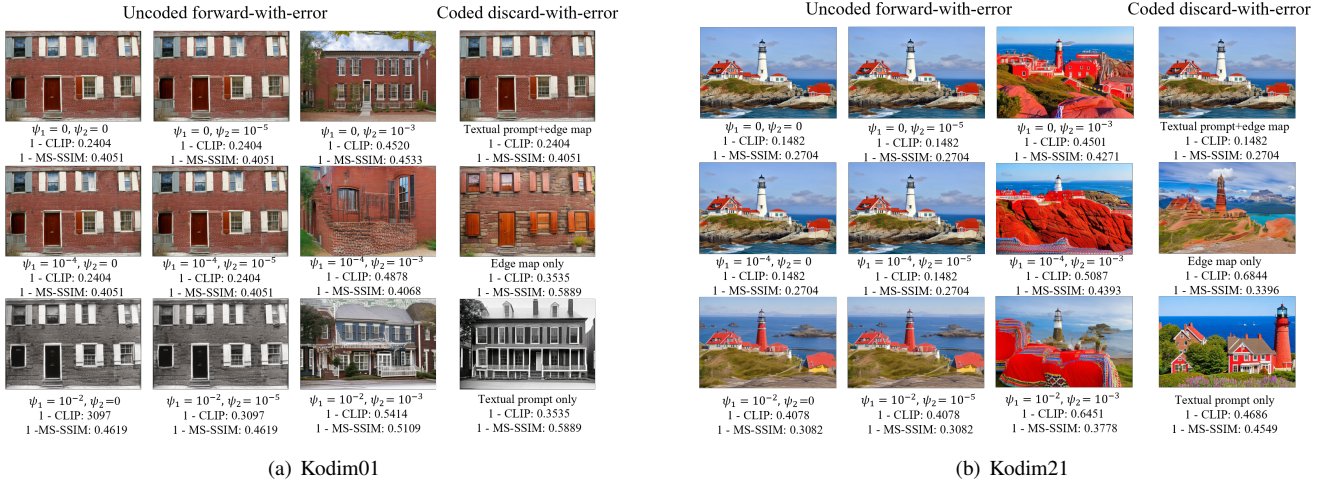 Uncoded forward-with-error
Coded discard-with-error
ψ₁ = 0, ψ₂ = 0
1 - CLIP: 0.2404
1 - MS-SSIM: 0.4051
ψ₁ = 0, ψ₂ = 10⁻⁵
1 - CLIP: 0.2404
1 - MS-SSIM: 0.4051
ψ₁ = 0, ψ₂ = 10⁻³
1 - CLIP: 0.4520
1 - MS-SSIM: 0.4533
Textual prompt+edge map
1 - CLIP: 0.2404
1 - MS-SSIM: 0.4051
ψ₁ = 10⁻⁴, ψ₂ = 0
1 - CLIP: 0.2404
1 - MS-SSIM: 0.4051
ψ₁ = 10⁻⁴, ψ₂ = 10⁻⁵
1 - CLIP: 0.2404
1 - MS-SSIM: 0.4051
ψ₁ = 10⁻⁴, ψ₂ = 10⁻³
1 - CLIP: 0.4878
1 - MS-SSIM: 0.4068
Edge map only
1 - CLIP: 0.3535
1 - MS-SSIM: 0.5889
ψ₁ = 10⁻², ψ₂=0
1 - CLIP: 3097
1 -MS-SSIM: 0.4619
ψ₁ = 10⁻², ψ₂ = 10⁻⁵
1 - CLIP: 0.3097
1 - MS-SSIM: 0.4619
ψ₁ = 10⁻², ψ₂ = 10⁻³
1 - CLIP: 0.5414
1 - MS-SSIM: 0.5109
Textual prompt only
1 - CLIP: 0.3535
1 - MS-SSIM: 0.5889
(a) Kodim01
Uncoded forward-with-error
Coded discard-with-error
ψ₁ = 0, ψ₂ = 0
1 - CLIP: 0.1482
1 - MS-SSIM: 0.2704
ψ₁ = 0, ψ₂ = 10⁻⁵
1 - CLIP: 0.1482
1 - MS-SSIM: 0.2704
ψ₁ = 0, ψ₂ = 10⁻³
1 - CLIP: 0.4501
1 - MS-SSIM: 0.4271
Textual prompt+edge map
1 - CLIP: 0.1482
1 - MS-SSIM: 0.2704
ψ₁ = 10⁻⁴, ψ₂ = 0
1 - CLIP: 0.1482
1 - MS-SSIM: 0.2704
ψ₁ = 10⁻⁴, ψ₂ = 10⁻⁵
1 - CLIP: 0.1482
1 - MS-SSIM: 0.2704
ψ₁ = 10⁻⁴, ψ₂ = 10⁻³
1 - CLIP: 0.5087
1 - MS-SSIM: 0.4393
Edge map only
1 - CLIP: 0.6844
1 - MS-SSIM: 0.3396
ψ₁ = 10⁻², ψ₂=0
1 - CLIP: 0.4078
1 - MS-SSIM: 0.3082
ψ₁ = 10⁻², ψ₂ = 10⁻⁵
1 - CLIP: 0.4078
1 - MS-SSIM: 0.3082
ψ₁ = 10⁻², ψ₂ = 10⁻³
1 - CLIP: 0.6451
1 - MS-SSIM: 0.3778
Textual prompt only
1 - CLIP: 0.4686
1 - MS-SSIM: 0.4549
(b) Kodim21